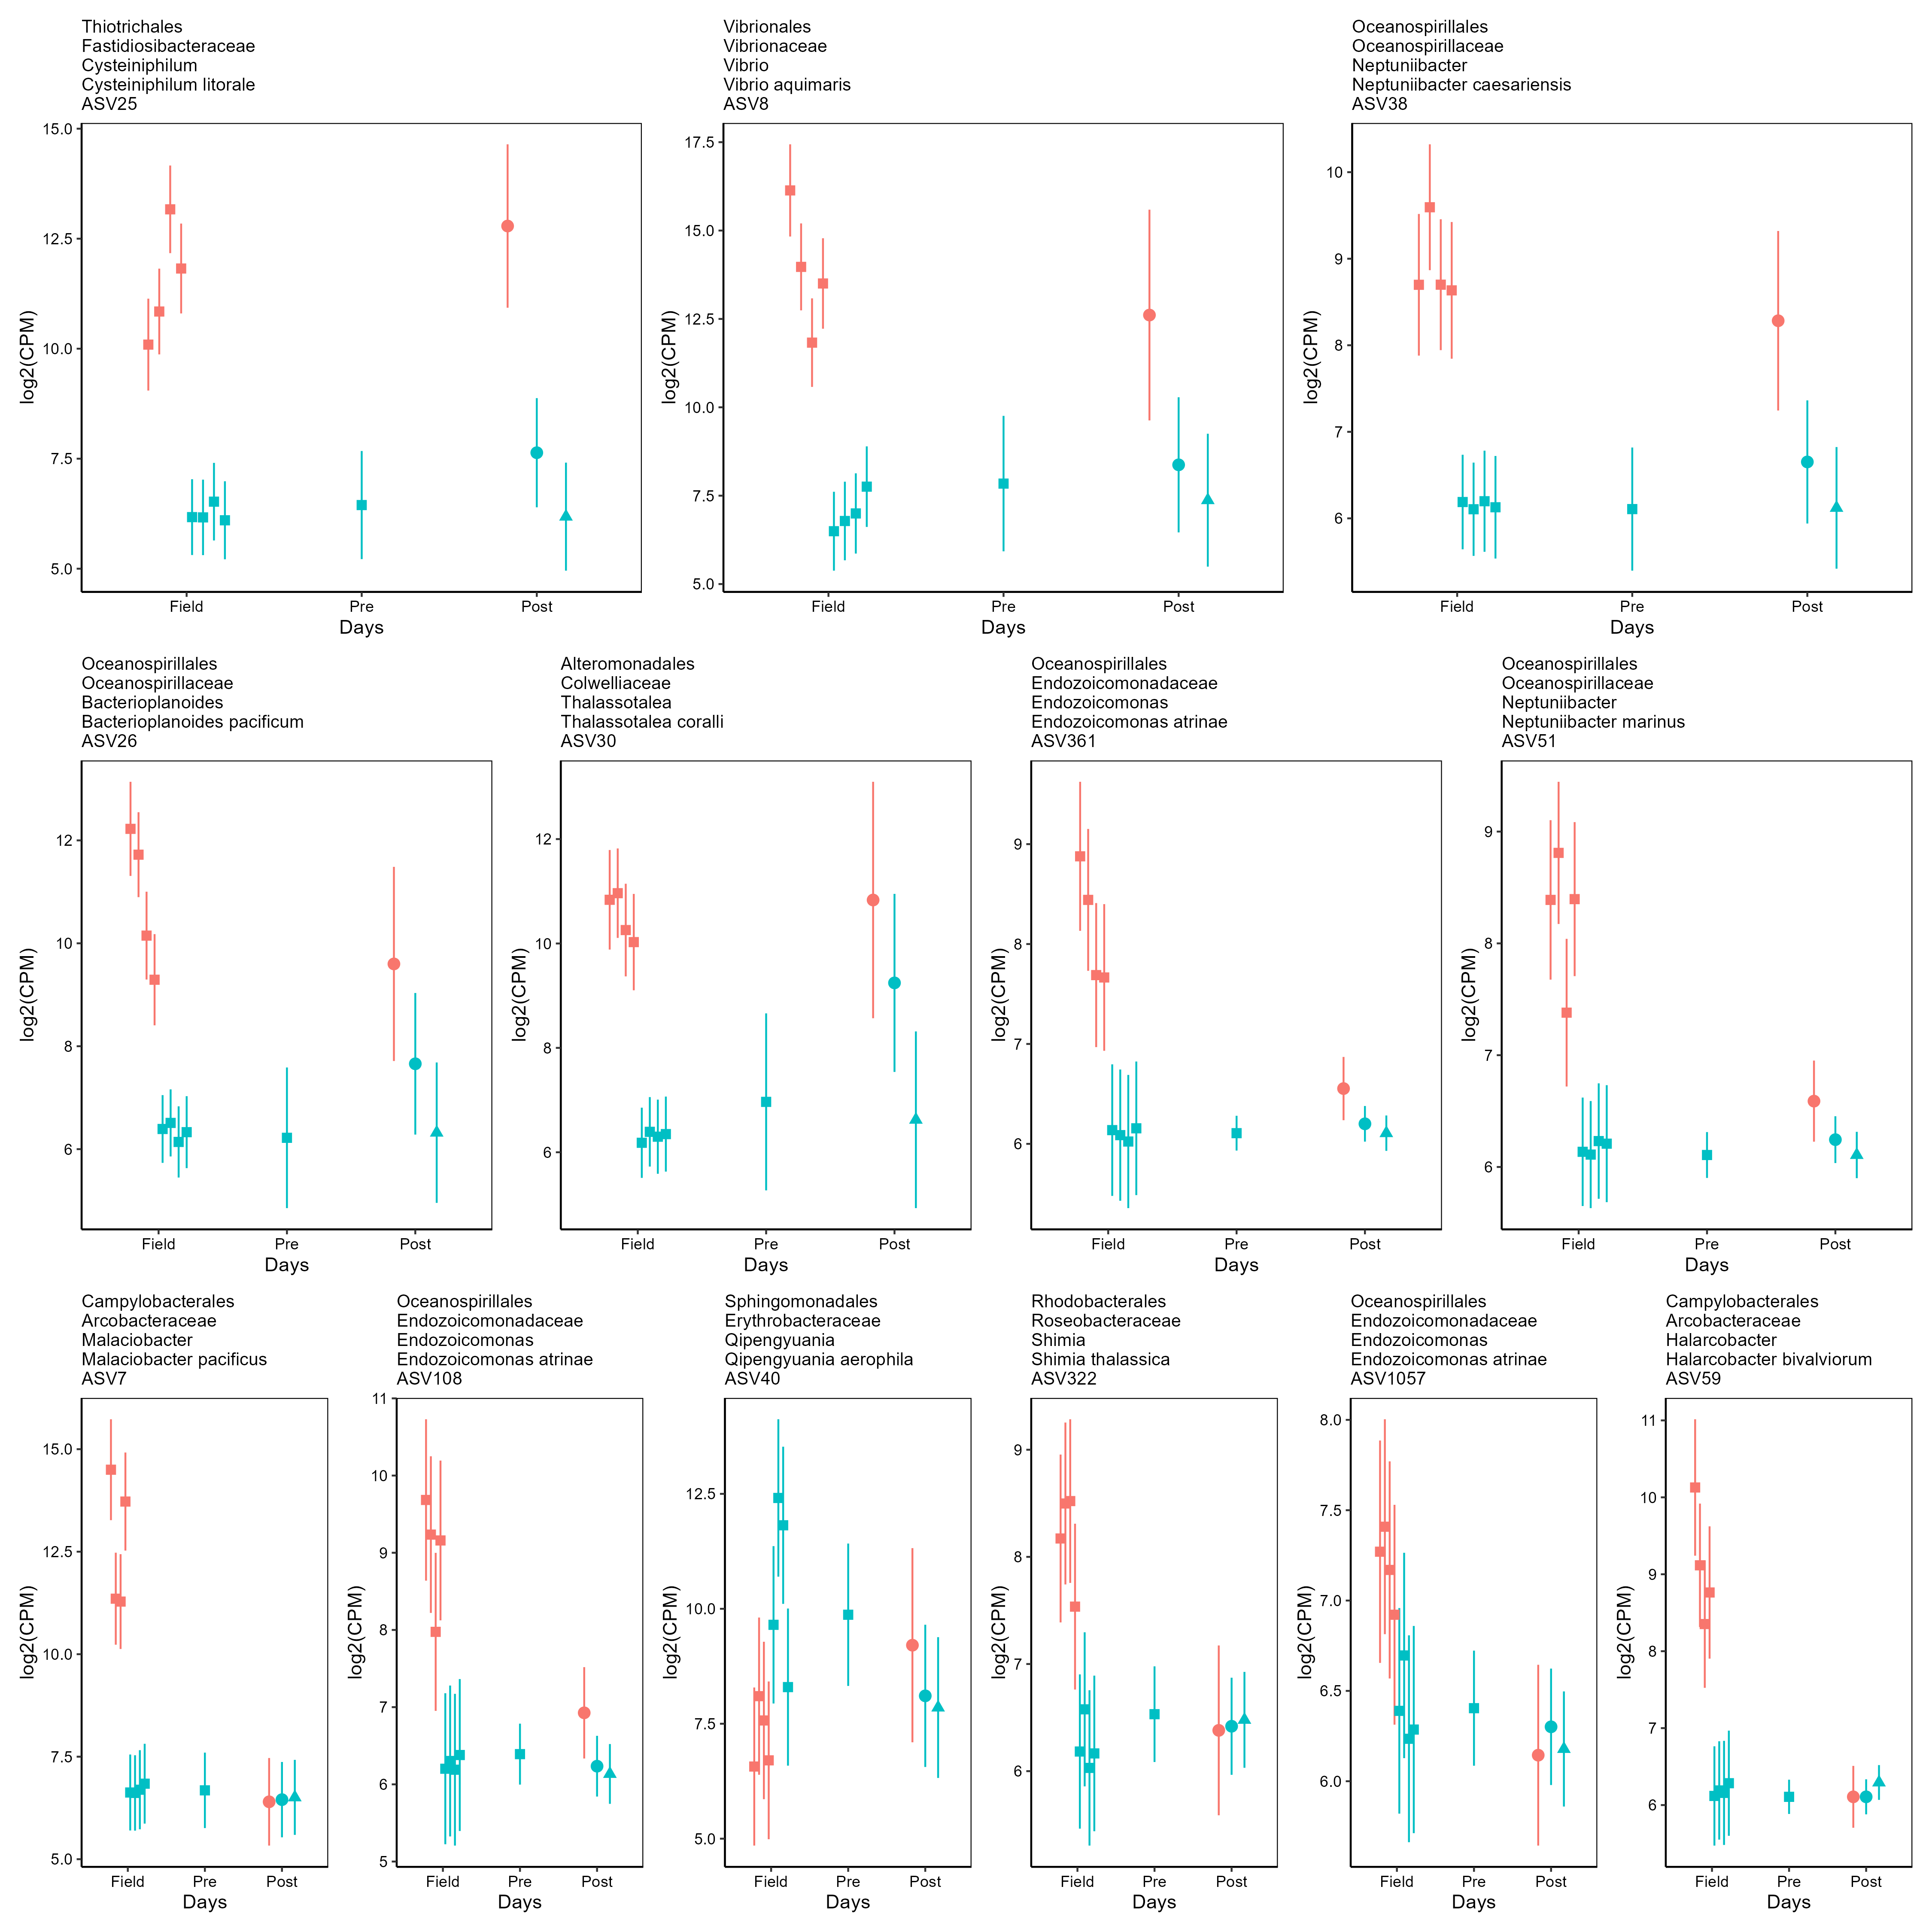 Thiotrichales
Fastidiosibacteraceae
Cysteiniphilum
Cysteiniphilum litorale
ASV25
log2(CPM)
15.0
12.5
10.0
7.5
5.0
Field
Pre
Post
Days
Vibrionales
Vibrionaceae
Vibrio
Vibrio aquimaris
ASV8
log2(CPM)
17.5
15.0
12.5
10.0
7.5
5.0
Field
Pre
Post
Days
Oceanospirillales
Oceanospirillaceae
Neptuniibacter
Neptuniibacter caesariensis
ASV38
log2(CPM)
10
9
8
7
6
Field
Pre
Post
Days
Oceanospirillales
Oceanospirillaceae
Bacterioplanoides
Bacterioplanoides pacificum
ASV26
log2(CPM)
12
10
8
6
Field
Pre
Post
Days
Alteromonadales
Colwelliaceae
Thalassotalea
Thalassotalea coralli
ASV30
log2(CPM)
12
10
8
6
Field
Pre
Post
Days
Oceanospirillales
Endozoicomonadaceae
Endozoicomonas
Endozoicomonas atrinae
ASV361
log2(CPM)
9
8
7
6
Field
Pre
Post
Days
Oceanospirillales
Oceanospirillaceae
Neptuniibacter
Neptuniibacter marinus
ASV51
log2(CPM)
9
8
7
6
Field
Pre
Post
Days
Campylobacterales
Arcobacteraceae
Malaciobacter
Malaciobacter pacificus
ASV7
log2(CPM)
15.0
12.5
10.0
7.5
5.0
Field
Pre
Post
Days
Oceanospirillales
Endozoicomonadaceae
Endozoicomonas
Endozoicomonas atrinae
ASV108
log2(CPM)
11
10
9
8
7
6
5
Field
Pre
Post
Days
Sphingomonadales
Erythrobacteraceae
Qipengyuania
Qipengyuania aerophila
ASV40
log2(CPM)
12.5
10.0
7.5
5.0
Field
Pre
Post
Days
Rhodobacterales
Roseobacteraceae
Shimia
Shimia thalassica
ASV322
log2(CPM)
9
8
7
6
Field
Pre
Post
Days
Oceanospirillales
Endozoicomonadaceae
Endozoicomonas
Endozoicomonas atrinae
ASV1057
log2(CPM)
8.0
7.5
7.0
6.5
6.0
Field
Pre
Post
Days
Campylobacterales
Arcobacteraceae
Halarcobacter
Halarcobacter bivalviorum
ASV59
log2(CPM)
11
10
9
8
7
6
Field
Pre
Post
Days